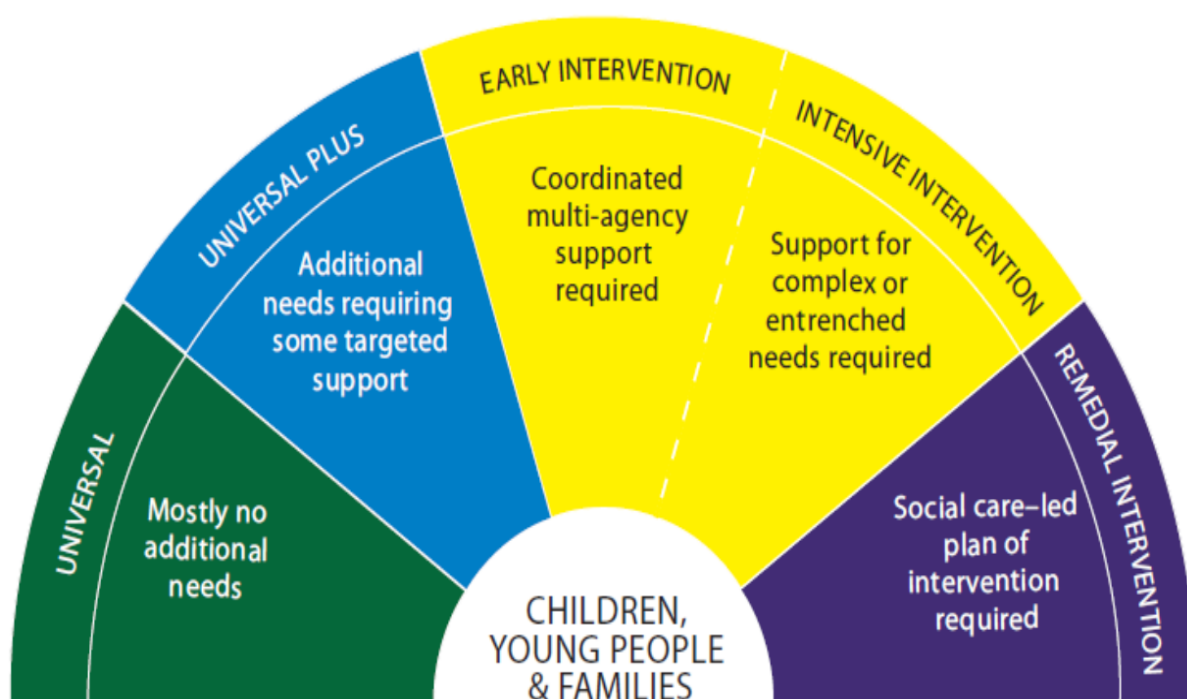 UNIVERSAL
Mostly no
additional
needs
UNIVERSAL PLUS
Additional
needs requiring
some targeted
support
EARLY INTERVENTION
Coordinated
multi-agency
support
required
INTENSIVE INTERVENTION
Support for
complex or
entrenched
needs required
REMEDIAL INTERVENTION
Social care–led
plan of
intervention
required
CHILDREN,
YOUNG PEOPLE
& FAMILIES